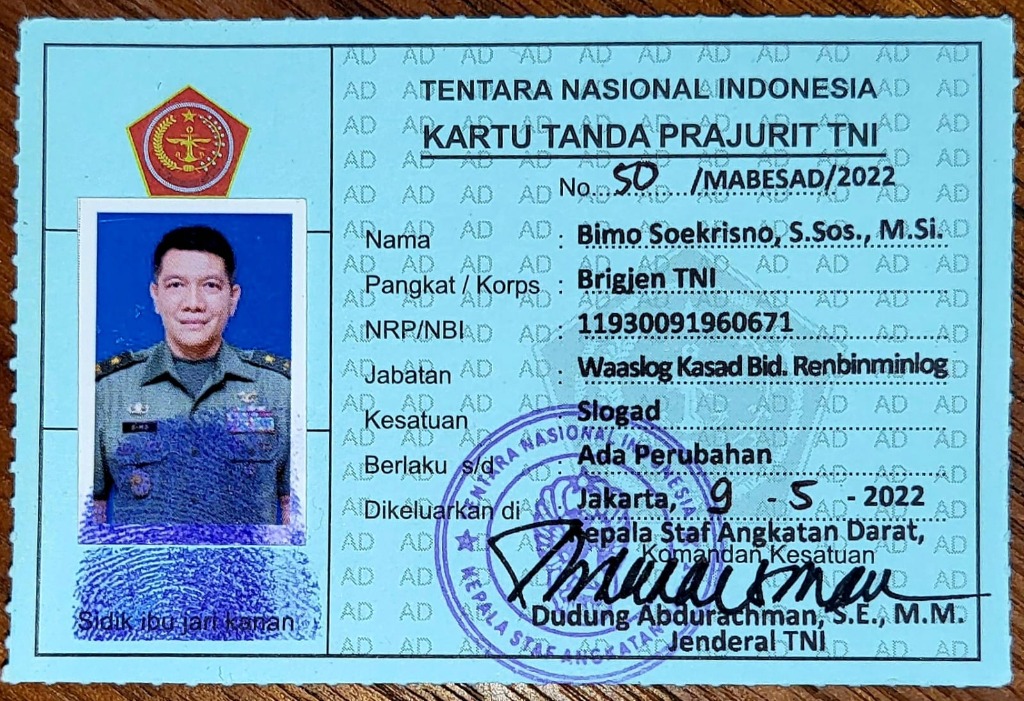 TENTARA NASIONAL INDONESIA
KARTU TANDA PRAJURIT TNI
No. 50 /MABESAD/2022
Nama : Bimo Soekrisno, S.Sos., M.Si.
Pangkat / Korps : Brigjen TNI
NRP/NBI : 11930091960671
Jabatan : Waaslog Kasad Bid. Renbinminlog
Kesatuan : Slogad
Berlaku s/d : Ada Perubahan
Dikeluarkan di : Jakarta, 9 - 5 - 2022
Kepala Staf Angkatan Darat,
Komandan Kesatuan
Dudung Abdurachman, S.E., M.M.
Jenderal TNI
TENTARA NASIONAL INDONESIA
KEPALA STAF ANGKATAN
BIMO
Sidik ibu jari kanan